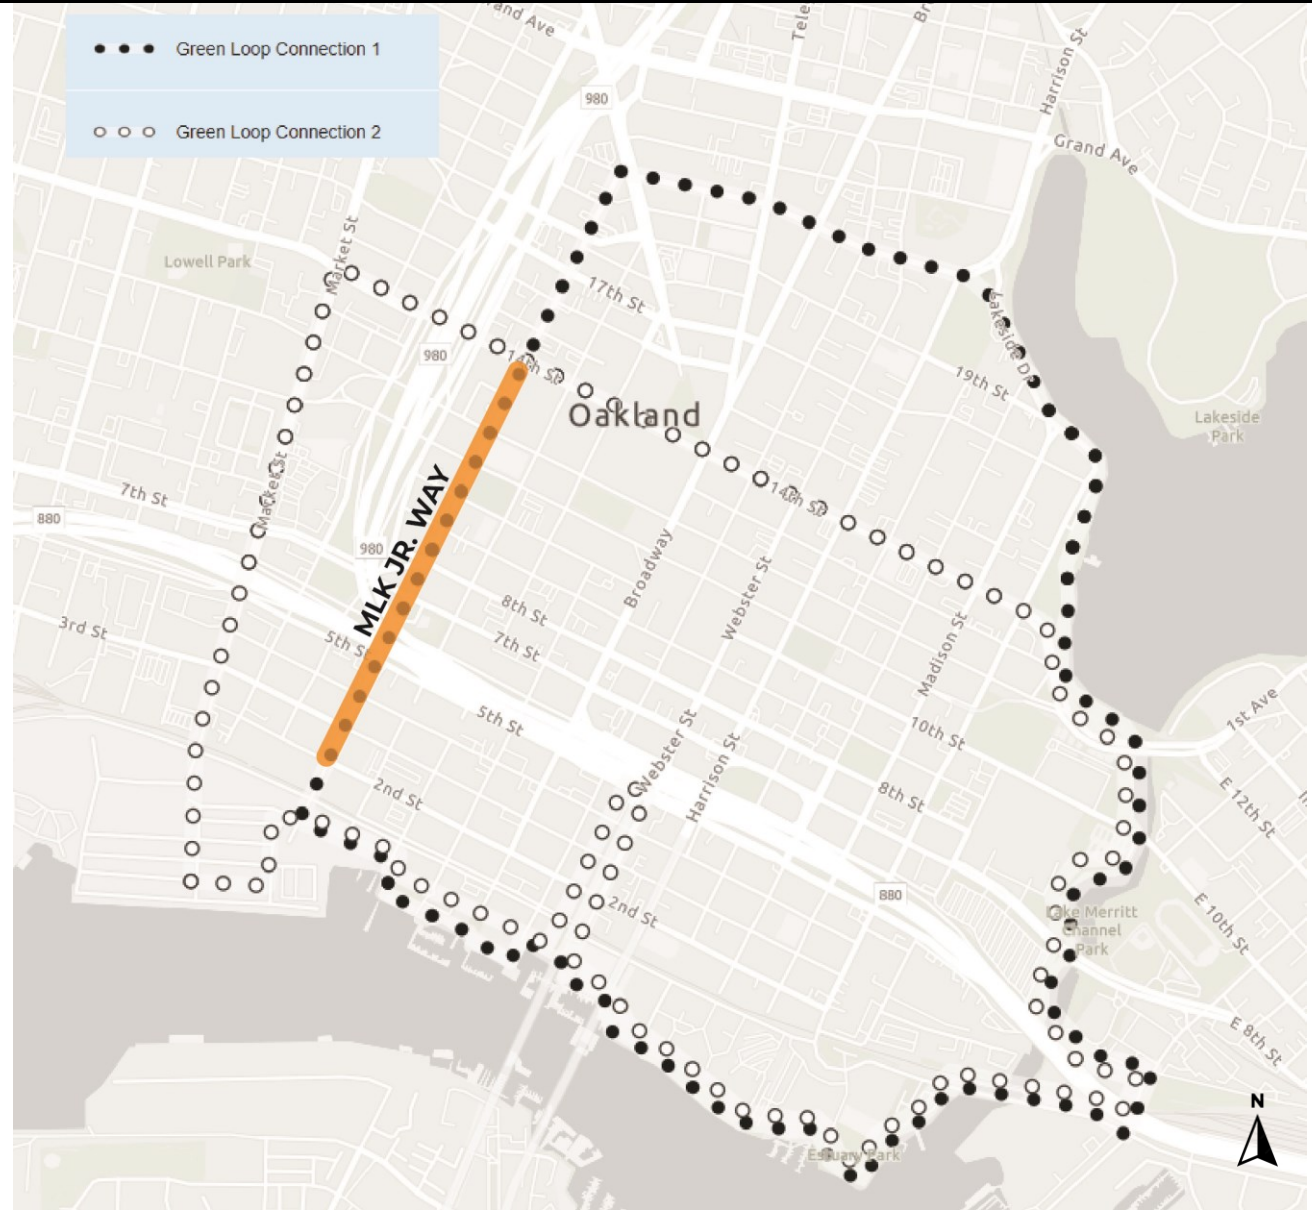 Green Loop Connection 1
Green Loop Connection 2
Grand Ave
980
Harrison St
Grand Ave
Market St
Lowell Park
17th St
Lakeside Dr
980
14th St
19th St
Oakland
Lakeside
Park
Market St
7th St
880
14th St
MLK JR. WAY
980
Broadway
Webster St
8th St
3rd St
5th St
7th St
Madison St
1st Ave
5th St
10th St
Webster St
Harrison St
2nd St
8th St
E 12th St
880
2nd St
Lake Merritt
Channel
Park
E 10th St
E 8th St
N
Estuary Park